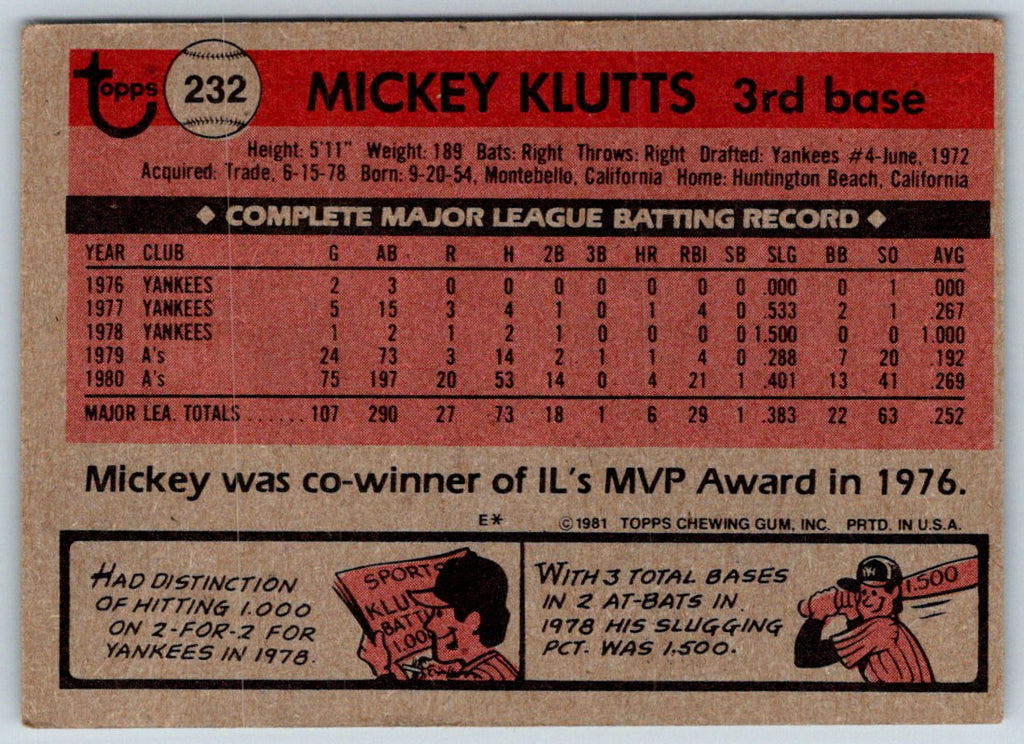 topps 232 MICKEY KLUTTS 3rd base
Height: 5'11" Weight: 189 Bats: Right Throws: Right Drafted: Yankees #4-June, 1972
Acquired: Trade, 6-15-78 Born: 9-20-54, Montebello, California Home: Huntington Beach, California
◆ COMPLETE MAJOR LEAGUE BATTING RECORD ◆
YEAR CLUB G AB R H 2B 3B HR RBI SB SLG BB SO AVG
1976 YANKEES 2 3 0 0 0 0 0 0 0 .000 0 1 .000
1977 YANKEES 5 15 3 4 1 0 1 4 0 .533 2 1 .267
1978 YANKEES 1 2 1 2 1 0 0 0 0 1.500 0 0 1.000
1979 A's 24 73 3 14 2 1 1 4 0 .288 7 20 .192
1980 A's 75 197 20 53 14 0 4 21 1 .401 13 41 .269
MAJOR LEA. TOTALS ...... 107 290 27 73 18 1 6 29 1 .383 22 63 .252
Mickey was co-winner of IL's MVP Award in 1976.
E* ©1981 TOPPS CHEWING GUM, INC. PRTD. IN U.S.A.
HAD DISTINCTION
OF HITTING 1.000
ON 2-FOR-2 FOR
YANKEES IN 1978.
SPORTS
KLU
BATT
1.00
WITH 3 TOTAL BASES
IN 2 AT-BATS IN
1978 HIS SLUGGING
PCT. WAS 1.500.
NY
1.500